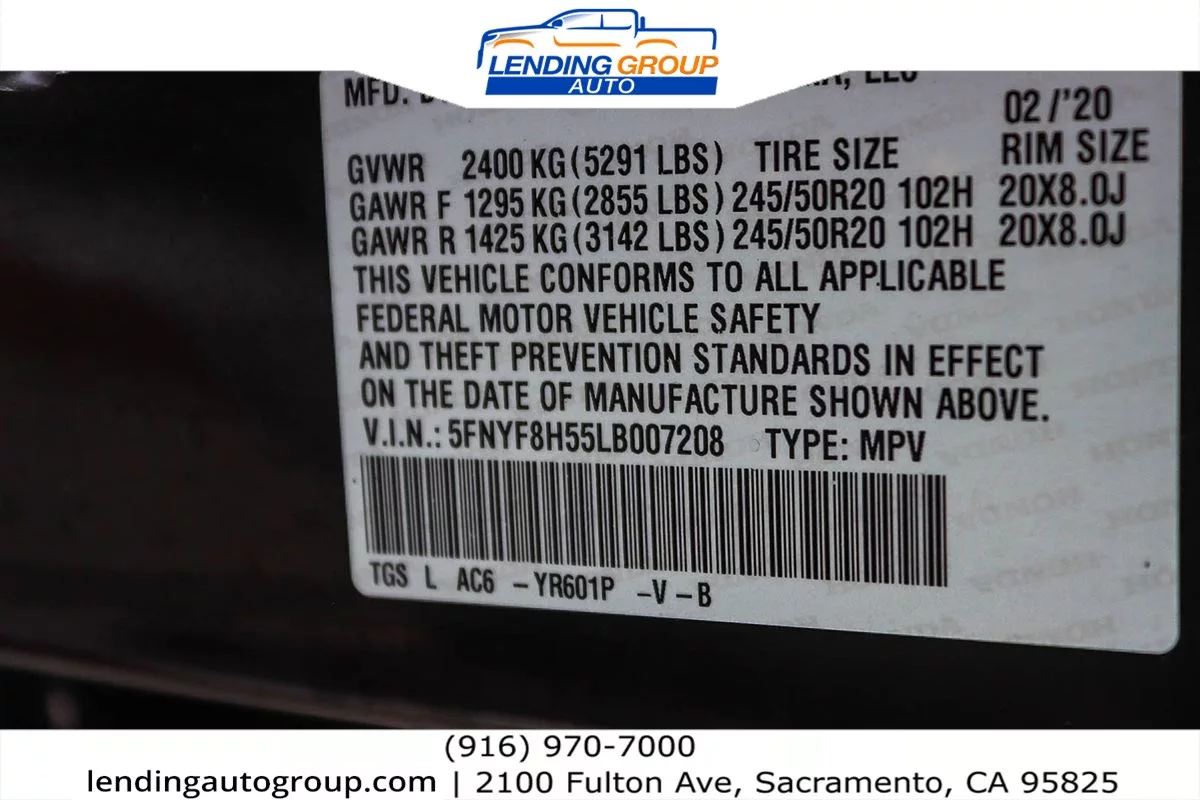 LENDING GROUP
AUTO
MFD.
02/'20
GVWR 2400 KG (5291 LBS) TIRE SIZE RIM SIZE
GAWR F 1295 KG (2855 LBS) 245/50R20 102H 20X8.0J
GAWR R 1425 KG (3142 LBS) 245/50R20 102H 20X8.0J
THIS VEHICLE CONFORMS TO ALL APPLICABLE
FEDERAL MOTOR VEHICLE SAFETY
AND THEFT PREVENTION STANDARDS IN EFFECT
ON THE DATE OF MANUFACTURE SHOWN ABOVE.
V.I.N.: 5FNYF8H55LB007208 TYPE: MPV
TGS L AC6 -YR601P -V-B
(916) 970-7000
lendingautogroup.com | 2100 Fulton Ave, Sacramento, CA 95825